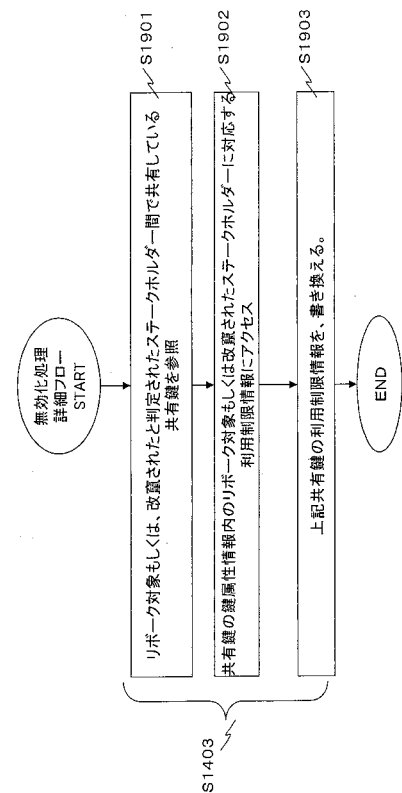 無効化処理
詳細フロー
START
リボーク対象もしくは、改竄されたと判定されたステークホルダー間で共有している
共有鍵を参照
S1901
共有鍵の鍵属性情報内のリボーク対象もしくは改竄されたステークホルダーに対応する
利用制限情報にアクセス
S1902
上記共有鍵の利用制限情報を、書き換える。
S1903
END
S1403